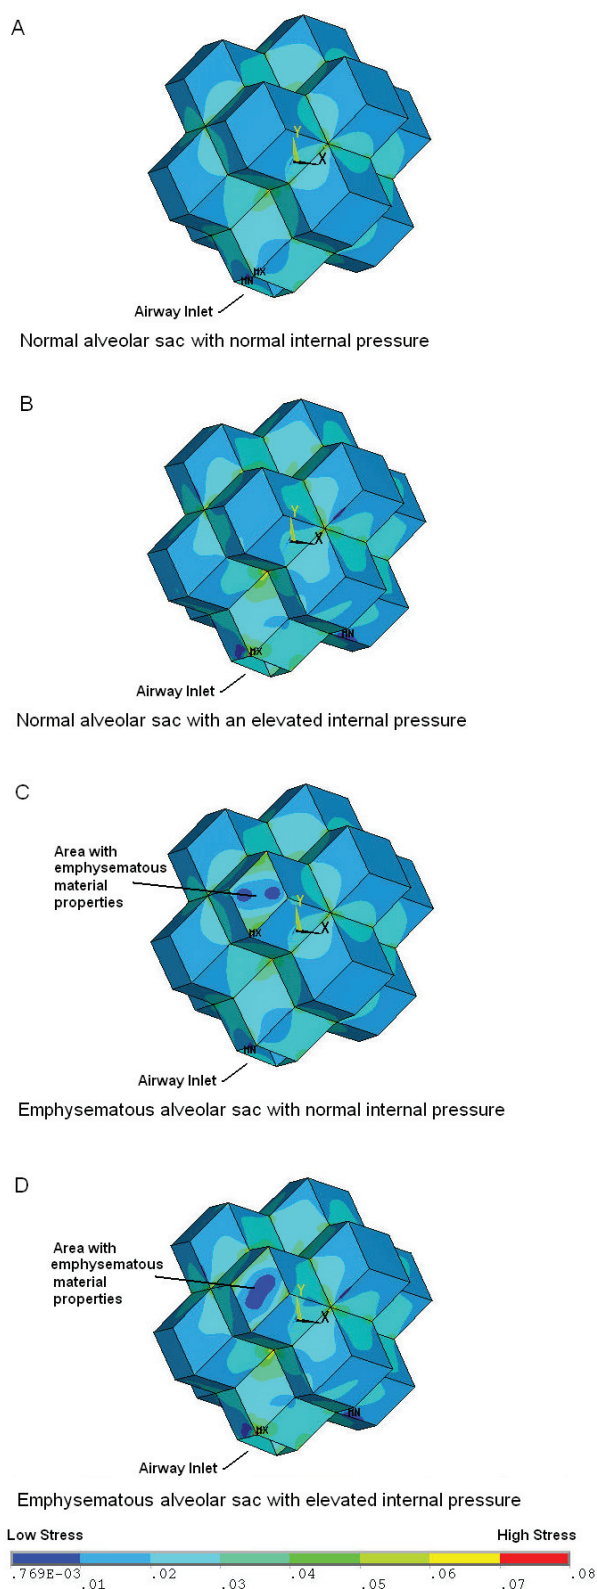 A
Y
X
MX
MN
Airway Inlet
Normal alveolar sac with normal internal pressure
B
Y
X
MN
MX
Airway Inlet
Normal alveolar sac with an elevated internal pressure
C
Area with
emphysematous
material
properties
Y
X
MX
MN
Airway Inlet
Emphysematous alveolar sac with normal internal pressure
D
Area with
emphysematous
material
properties
Y
X
MN
MX
Airway Inlet
Emphysematous alveolar sac with elevated internal pressure
Low Stress High Stress
.769E-03 .02 .04 .06 .08
.01 .03 .05 .07